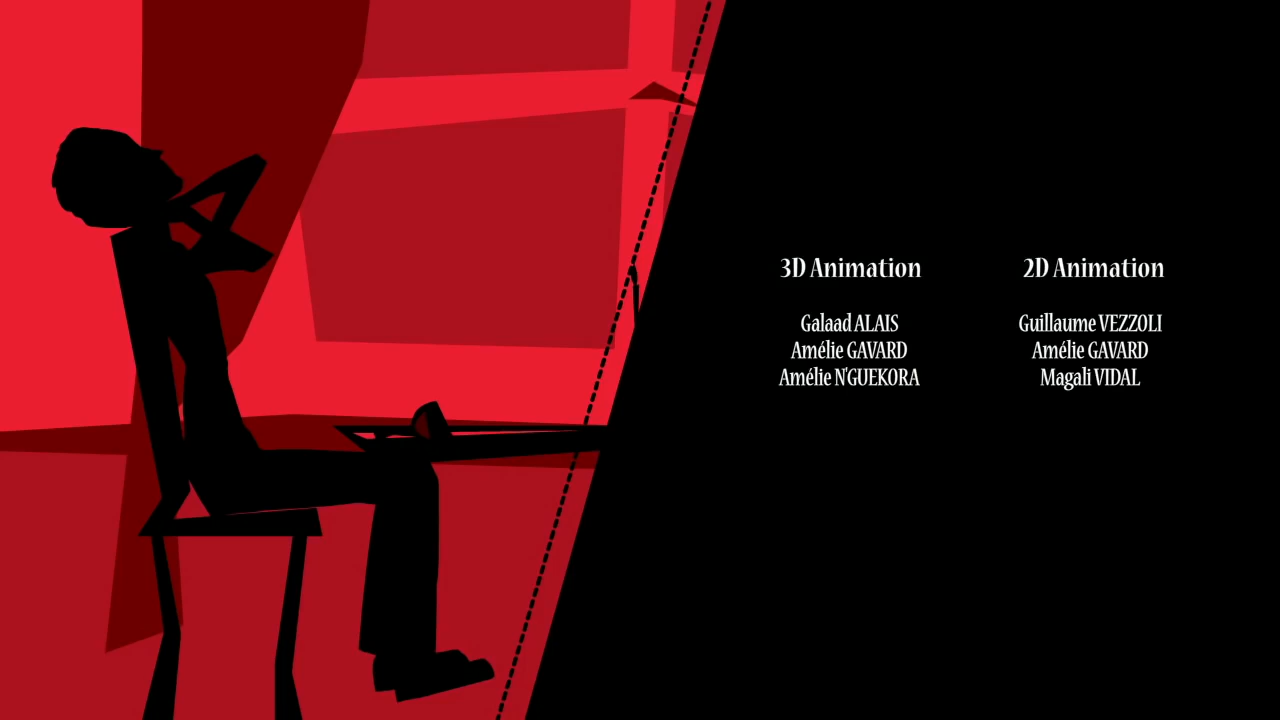 3D Animation
Galaad ALAIS
Amélie GAVARD
Amélie N'GUEKORA
2D Animation
Guillaume VEZZOLI
Amélie GAVARD
Magali VIDAL